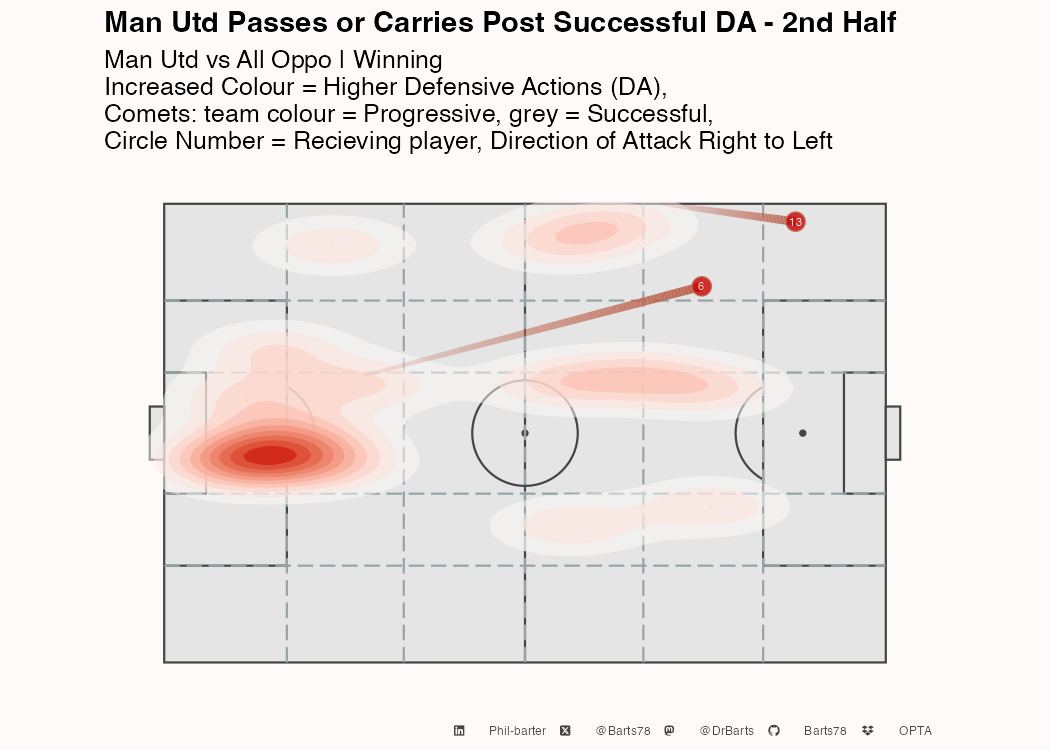 Man Utd Passes or Carries Post Successful DA - 2nd Half
Man Utd vs All Oppo | Winning
Increased Colour = Higher Defensive Actions (DA),
Comets: team colour = Progressive, grey = Successful,
Circle Number = Recieving player, Direction of Attack Right to Left
13
6
Phil-barter @Barts78 @DrBarts Barts78 OPTA